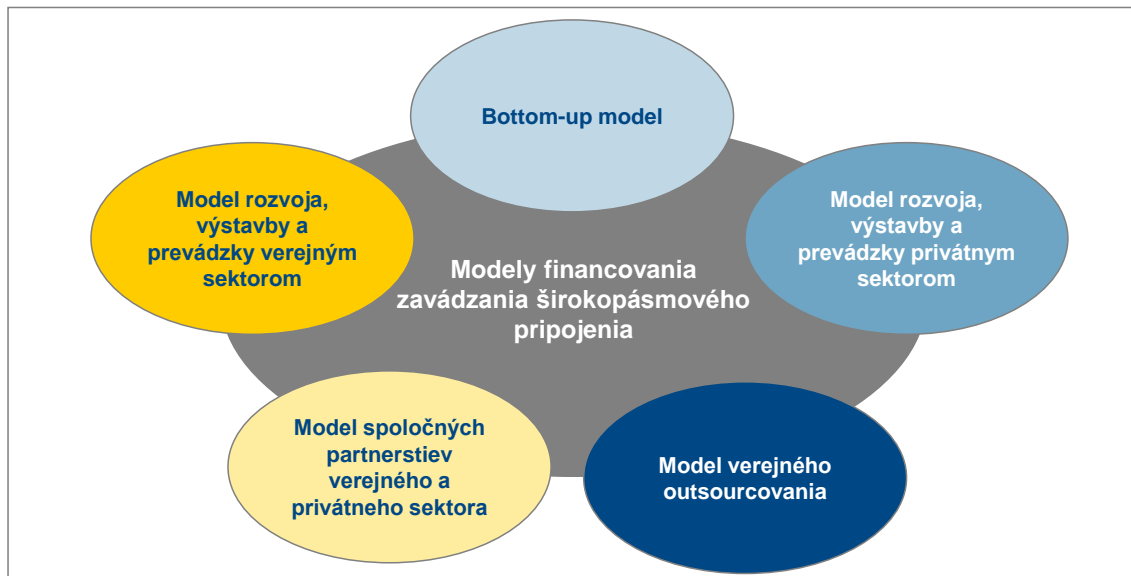 Bottom-up model
Model rozvoja,
výstavby a
prevádzky verejným
sektorom
Model rozvoja,
výstavby a
prevádzky privátnym
sektorom
Modely financovania
zavádzania širokopásmového
pripojenia
Model spoločných
partnerstiev
verejného a
privátneho sektora
Model verejného
outsourcovania